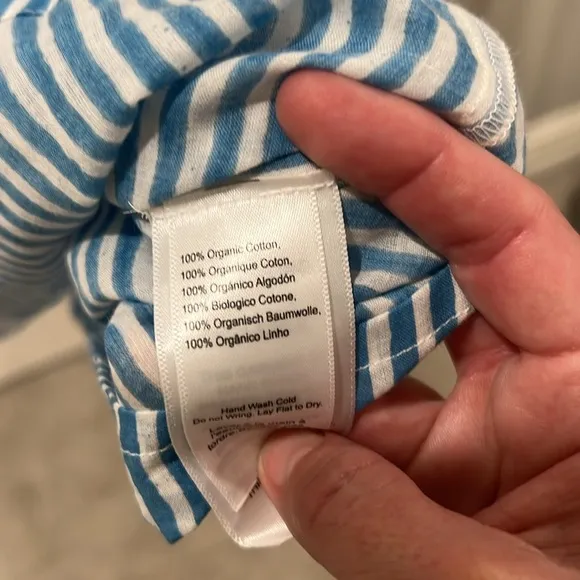 100% Organic Cotton,
100% Organique Coton,
100% Orgánico Algodón
100% Biologico Cotone,
100% Organisch Baumwolle,
100% Orgânico Linho
Hand Wash Cold
Do not Wring. Lay Flat to Dry.